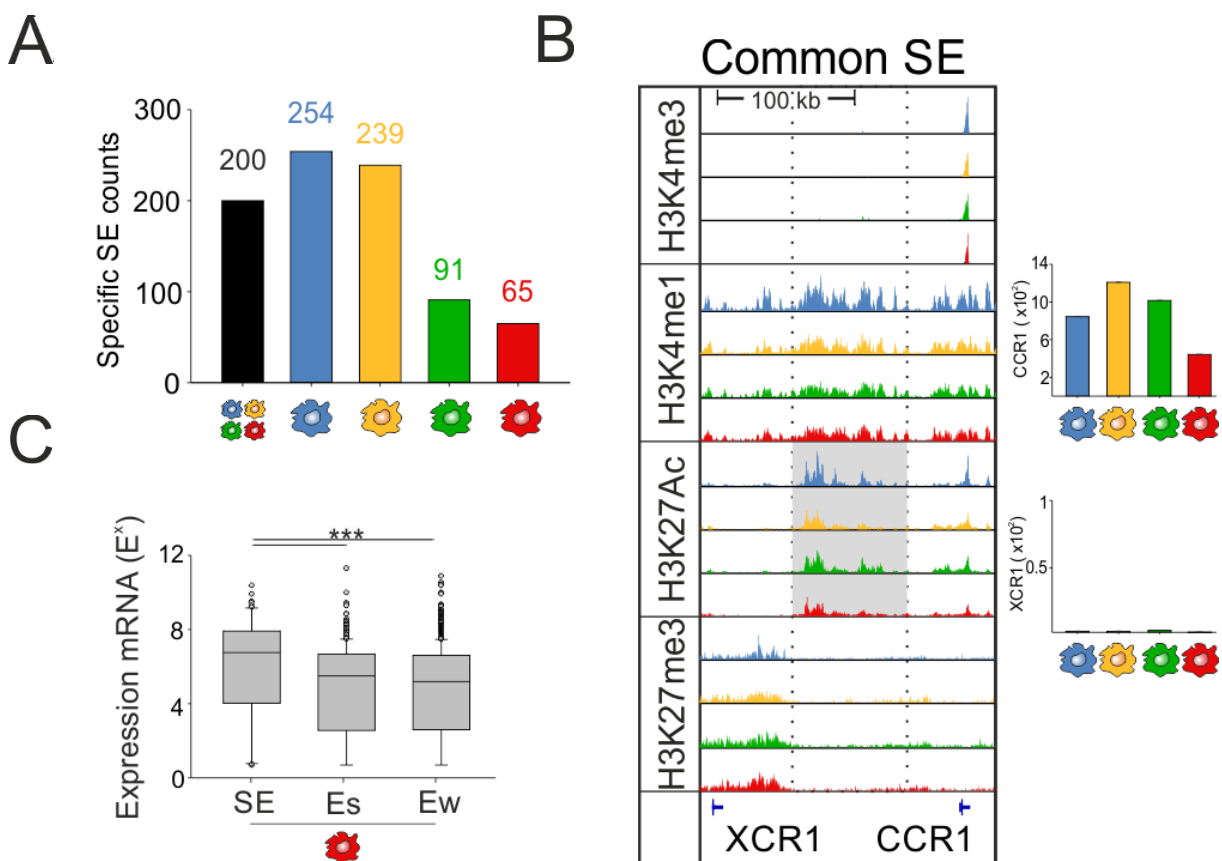 A
300
200
100
0
Specific SE counts
200
254
239
91
65
B
Common SE
100 kb
H3K4me3
H3K4me1
H3K27Ac
H3K27me3
XCR1
CCR1
14
10
6
2
CCR1 ( x10²)
1
0.5
XCR1 ( x10²)
C
Expression mRNA (Eˣ)
12
8
4
0
***
SE
Es
Ew